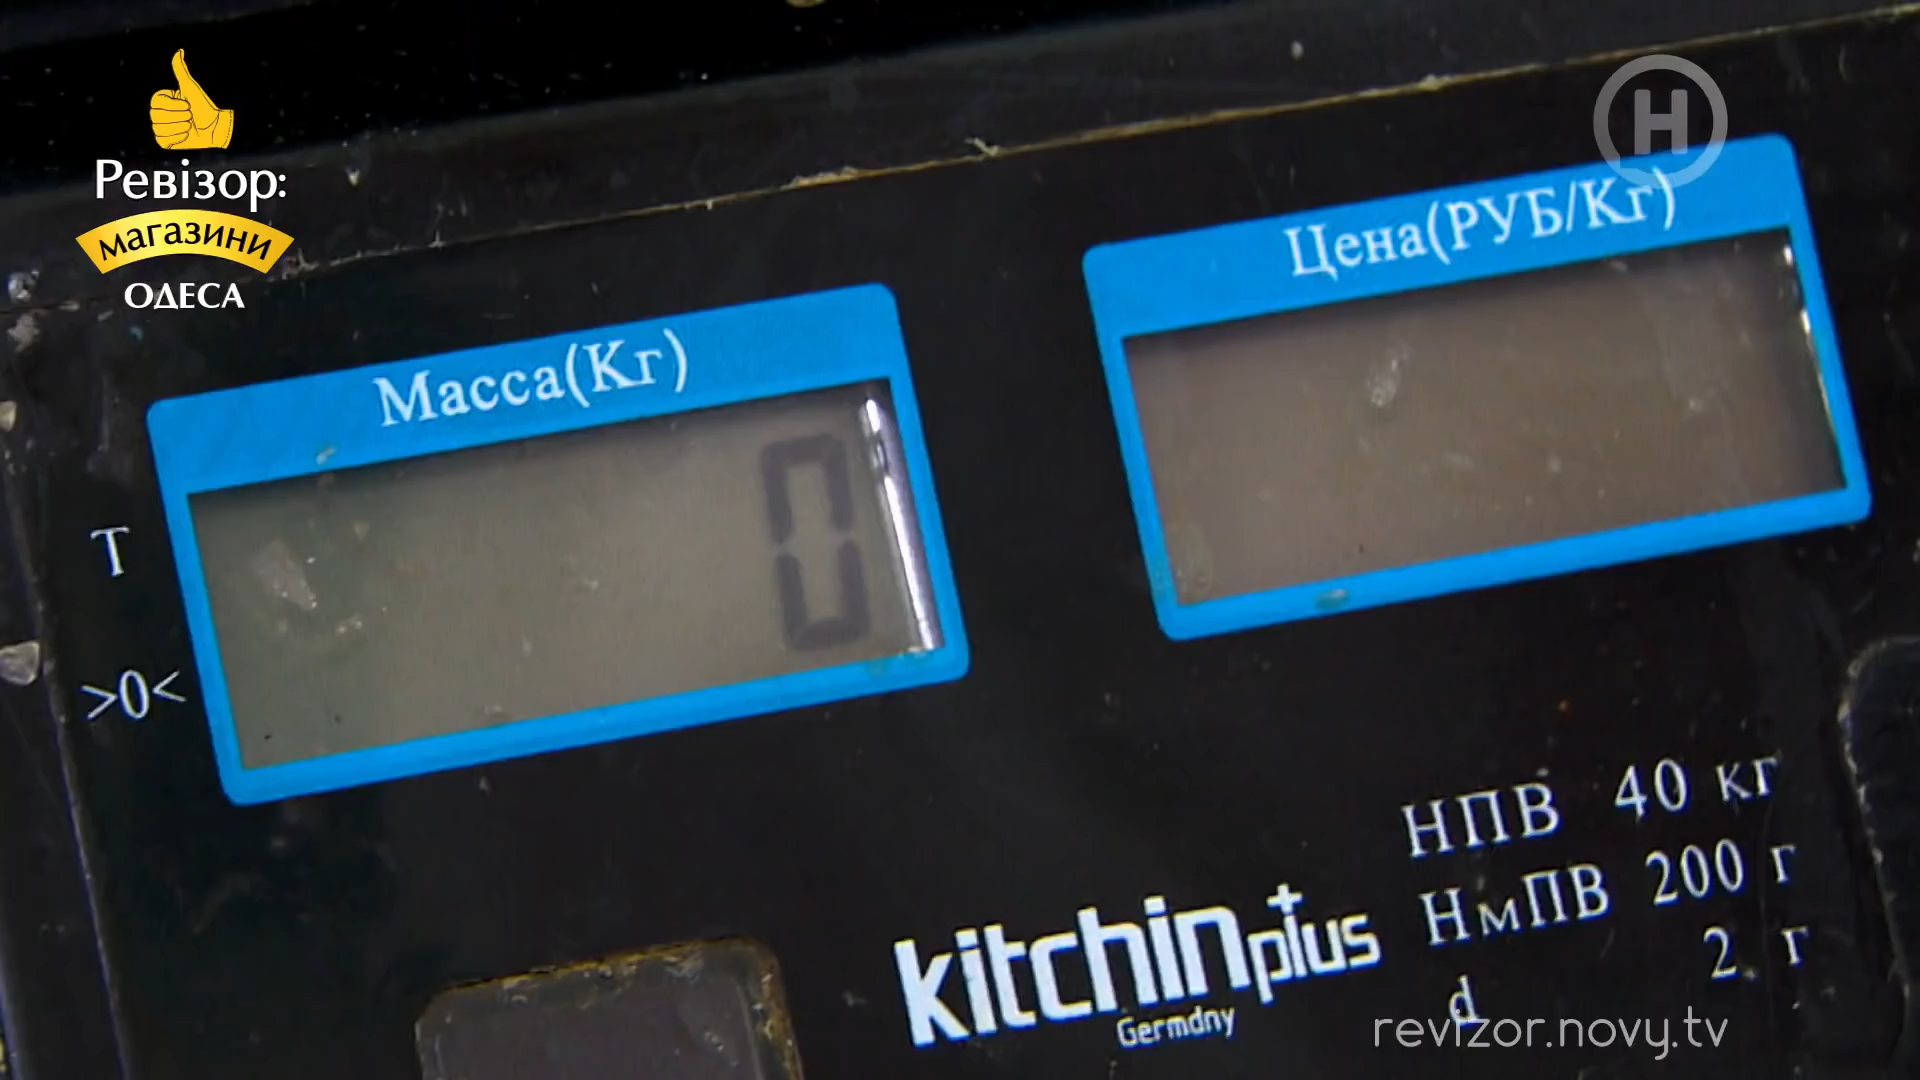 Ревізор:
магазини
ОДЕСА
Н
Цена(РУБ/Кг)
Масса(Кг)
0
T
>0<
НПВ 40 кг
НмПВ 200 г
d 2 г
kitchin plus
Germdny
revizor.novy.tv